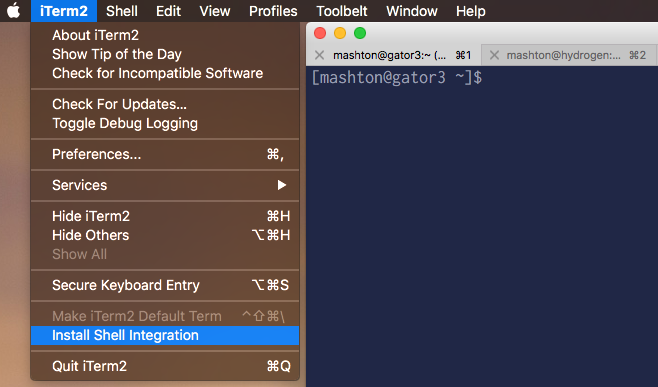 iTerm2 Shell Edit View Profiles Toolbelt Window Help
About iTerm2
Show Tip of the Day
Check for Incompatible Software
Check For Updates...
Toggle Debug Logging
Preferences... ⌘,
Services ▶
Hide iTerm2 ⌘H
Hide Others ⌥⌘H
Show All
Secure Keyboard Entry ⌥⌘S
Make iTerm2 Default Term ^⇧⌘\
Install Shell Integration
Quit iTerm2 ⌘Q
mashton@gator3:~ (... ⌘1
mashton@hydrogen:... ⌘2
[mashton@gator3 ~]$